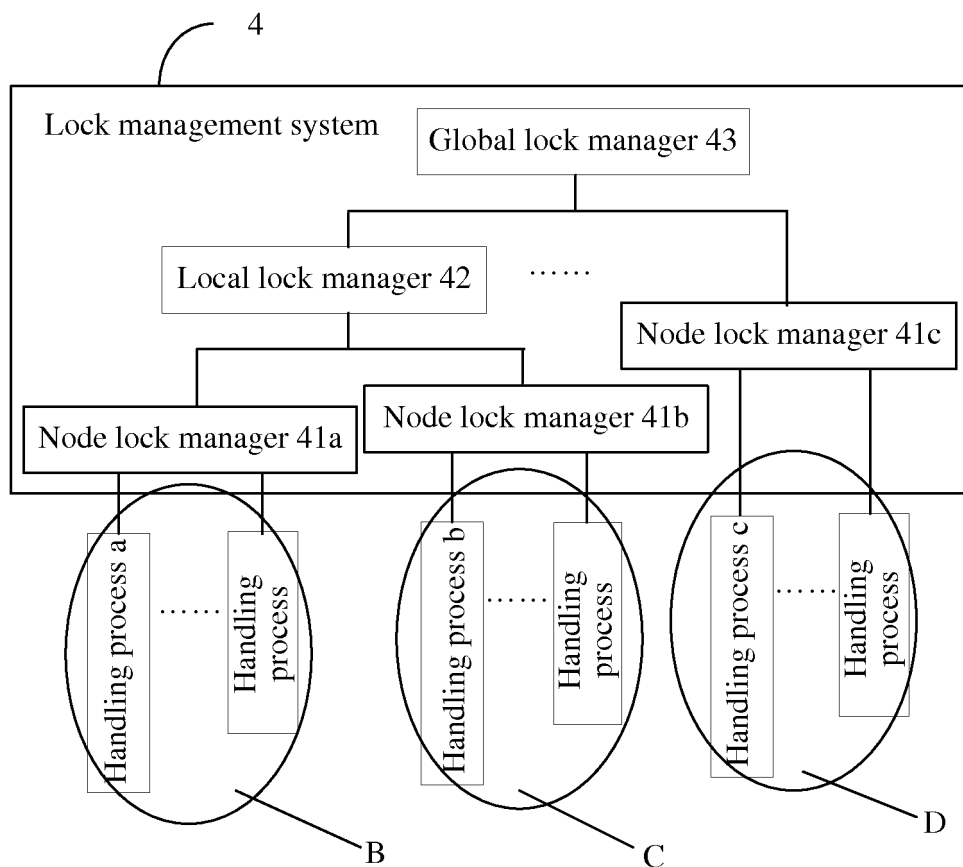 4
Lock management system
Global lock manager 43
Local lock manager 42
……
Node lock manager 41c
Node lock manager 41a
Node lock manager 41b
Handling process a
……
Handling
process
Handling process b
……
Handling
process
Handling process c
……
Handling
process
B
C
D